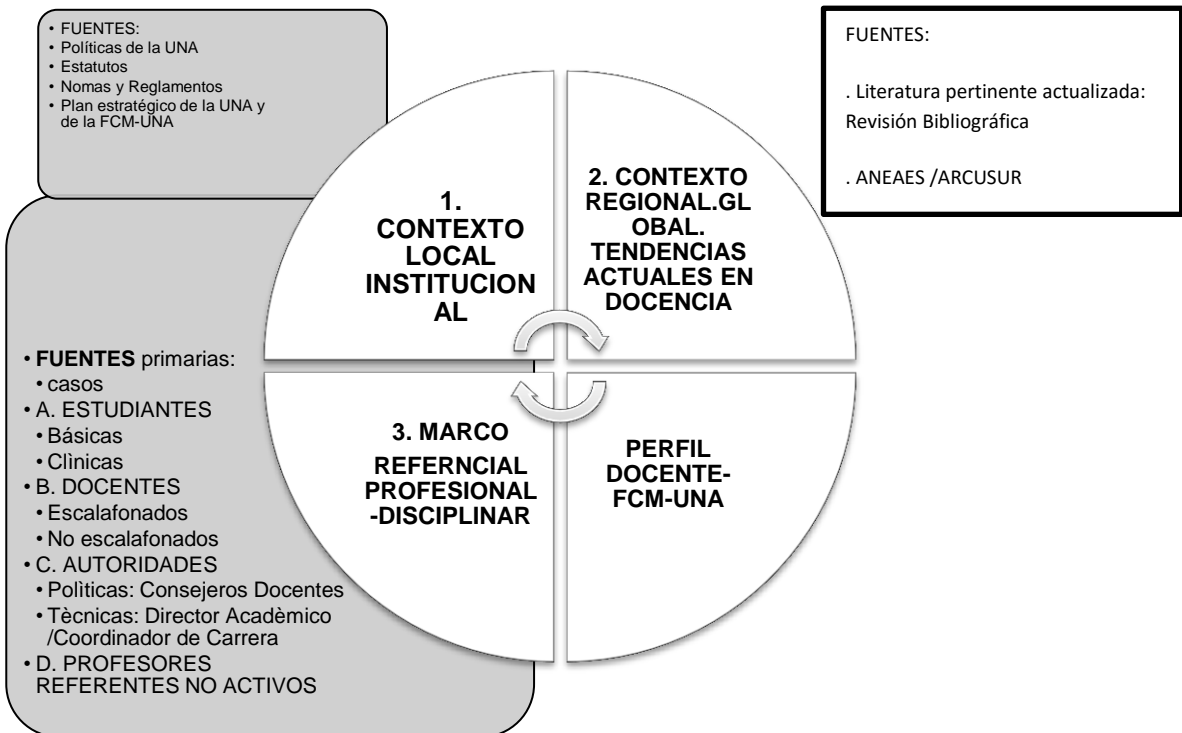 • FUENTES:
• Políticas de la UNA
• Estatutos
• Nomas y Reglamentos
• Plan estratégico de la UNA y
de la FCM-UNA
FUENTES:
. Literatura pertinente actualizada:
Revisión Bibliográfica
. ANEAES /ARCUSUR
1.
CONTEXTO
LOCAL
INSTITUCION
AL
2. CONTEXTO
REGIONAL.GL
OBAL.
TENDENCIAS
ACTUALES EN
DOCENCIA
• FUENTES primarias:
• casos
• A. ESTUDIANTES
• Básicas
• Clìnicas
• B. DOCENTES
• Escalafonados
• No escalafonados
• C. AUTORIDADES
• Polìticas: Consejeros Docentes
• Tècnicas: Director Acadèmico
/Coordinador de Carrera
• D. PROFESORES
REFERENTES NO ACTIVOS
3. MARCO
REFERNCIAL
PROFESIONAL
-DISCIPLINAR
PERFIL
DOCENTE-
FCM-UNA